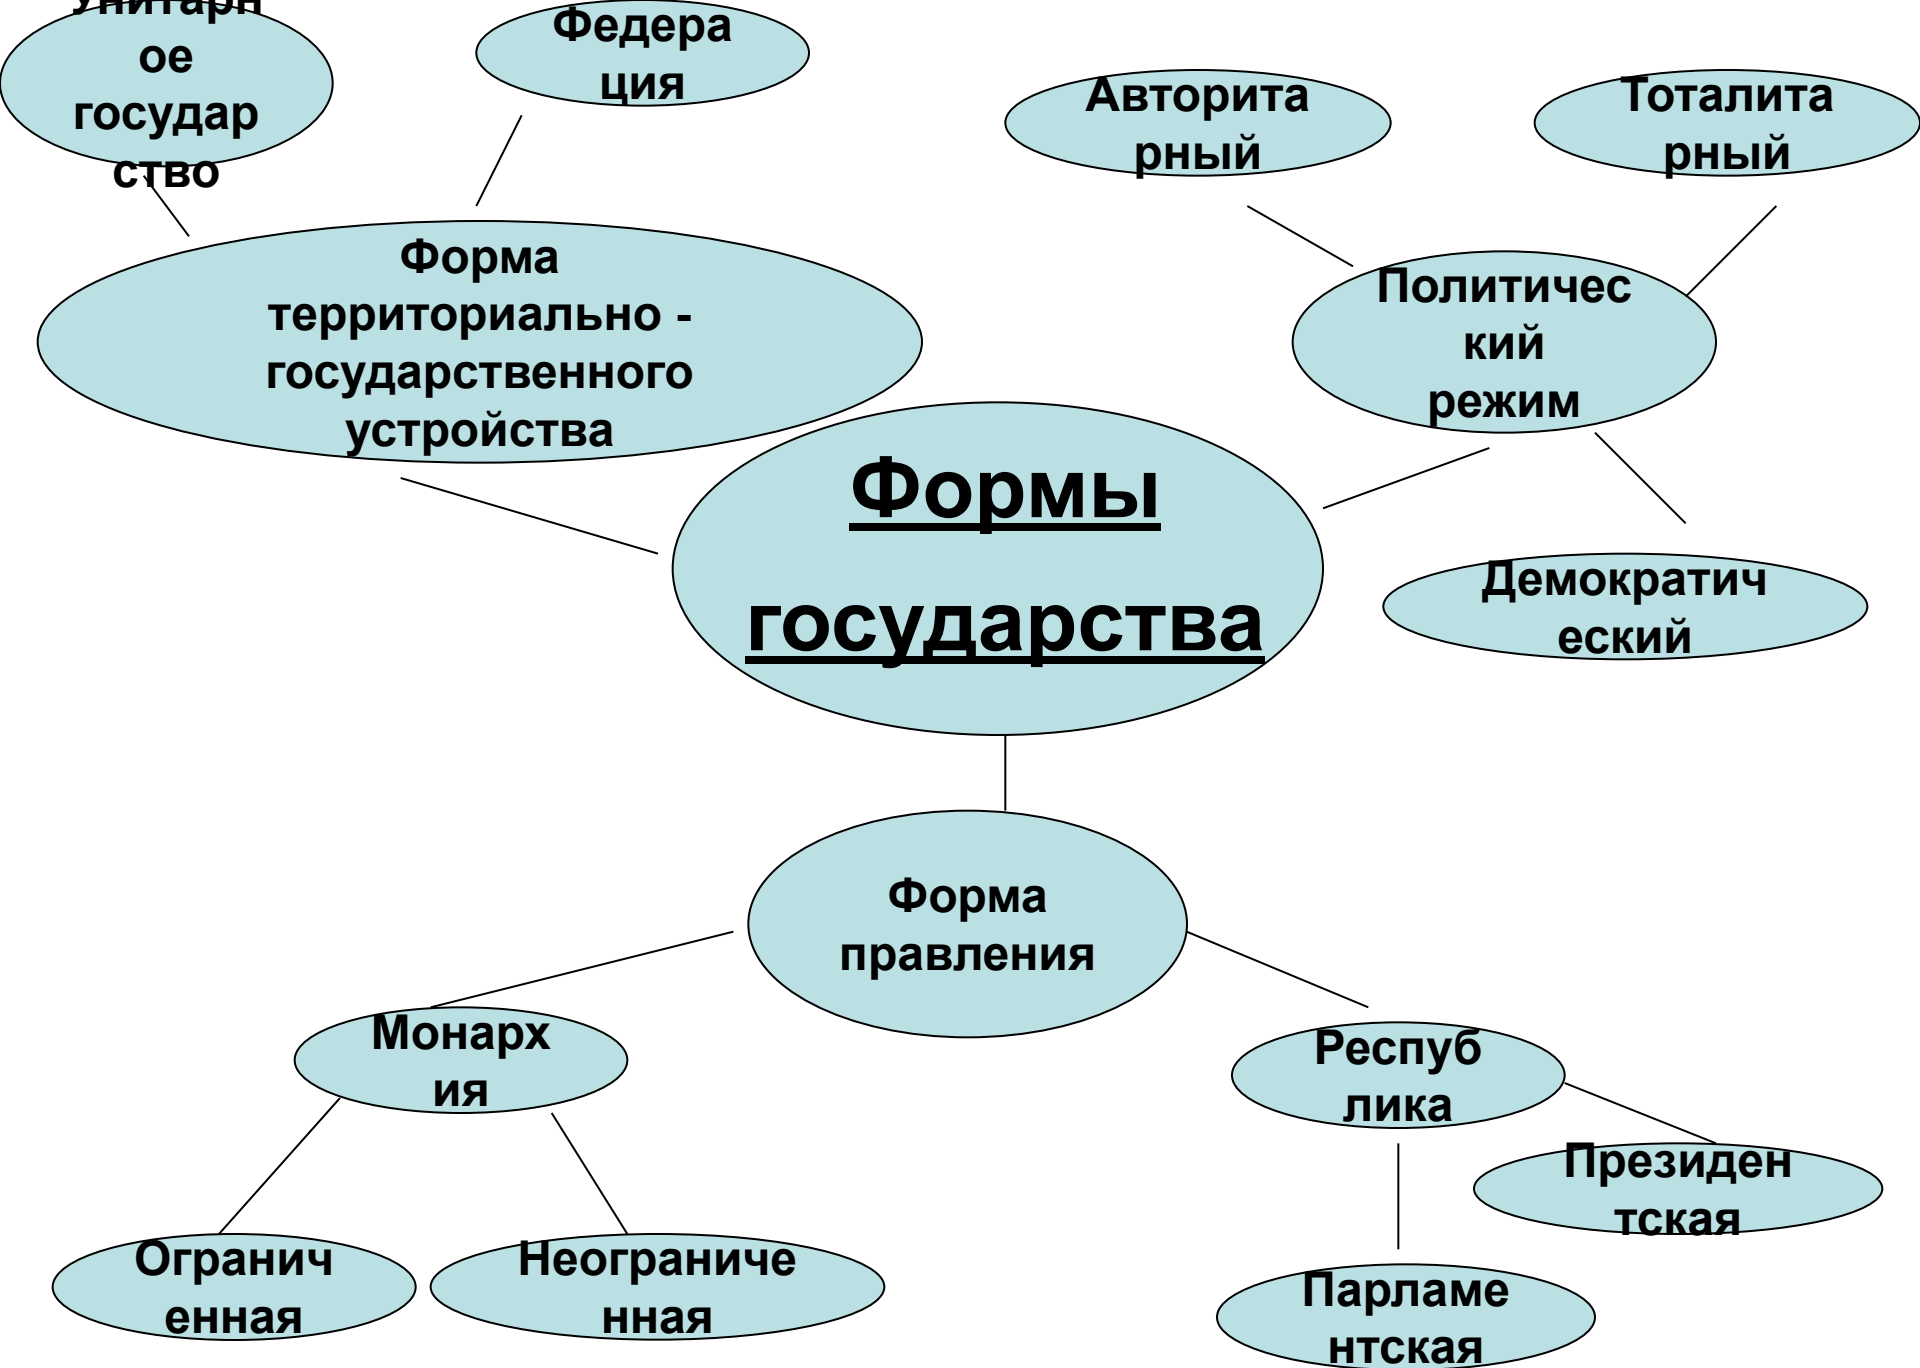 Унитарн
ое
государ
ство
Федера
ция
Авторита
рный
Тоталита
рный
Форма
территориально -
государственного
устройства
Политичес
кий
режим
Формы
государства
Демократич
еский
Форма
правления
Монарх
ия
Респуб
лика
Президен
тская
Огранич
енная
Неограниче
нная
Парламе
нтская